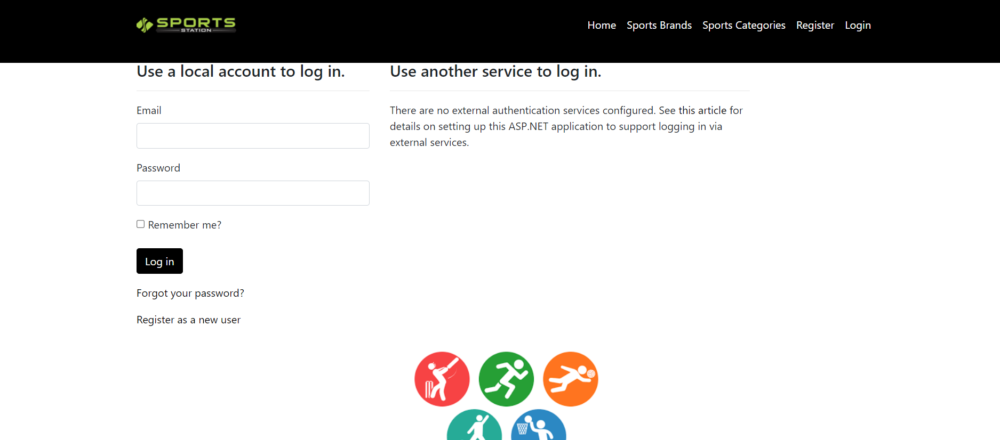 SPORTS
STATION
Home Sports Brands Sports Categories Register Login
Use a local account to log in.
Email
Password
Remember me?
Log in
Forgot your password?
Register as a new user
Use another service to log in.
There are no external authentication services configured. See this article for
details on setting up this ASP.NET application to support logging in via
external services.